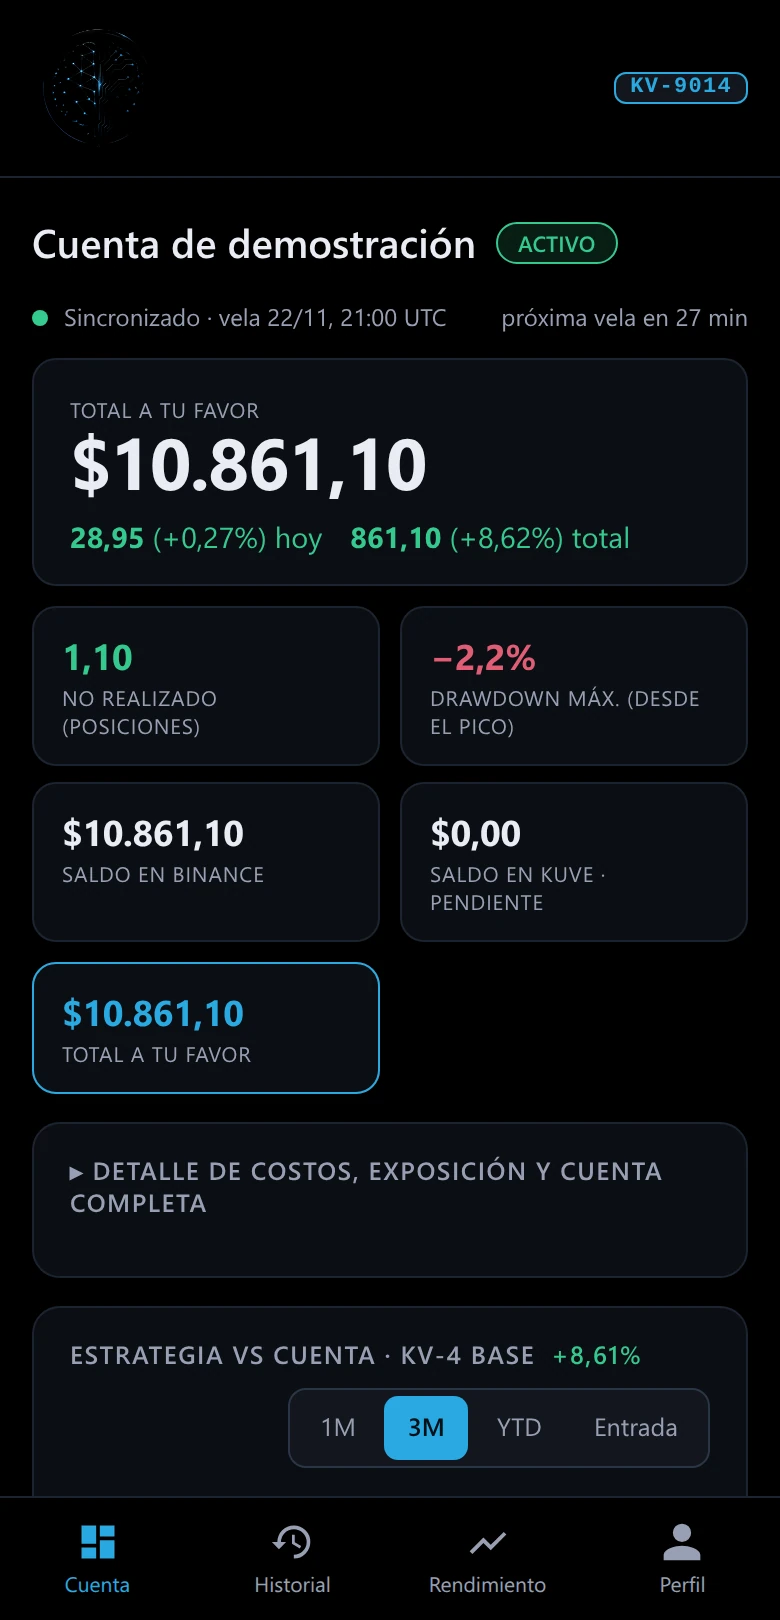 KV-9014
Cuenta de demostración ACTIVO
Sincronizado · vela 22/11, 21:00 UTC próxima vela en 27 min
TOTAL A TU FAVOR
$10.861,10
28,95 (+0,27%) hoy 861,10 (+8,62%) total
1,10
NO REALIZADO
(POSICIONES)
−2,2%
DRAWDOWN MÁX. (DESDE
EL PICO)
$10.861,10
SALDO EN BINANCE
$0,00
SALDO EN KUVE ·
PENDIENTE
$10.861,10
TOTAL A TU FAVOR
▸ DETALLE DE COSTOS, EXPOSICIÓN Y CUENTA
COMPLETA
ESTRATEGIA VS CUENTA · KV-4 BASE +8,61%
1M 3M YTD Entrada
Cuenta Historial Rendimiento Perfil